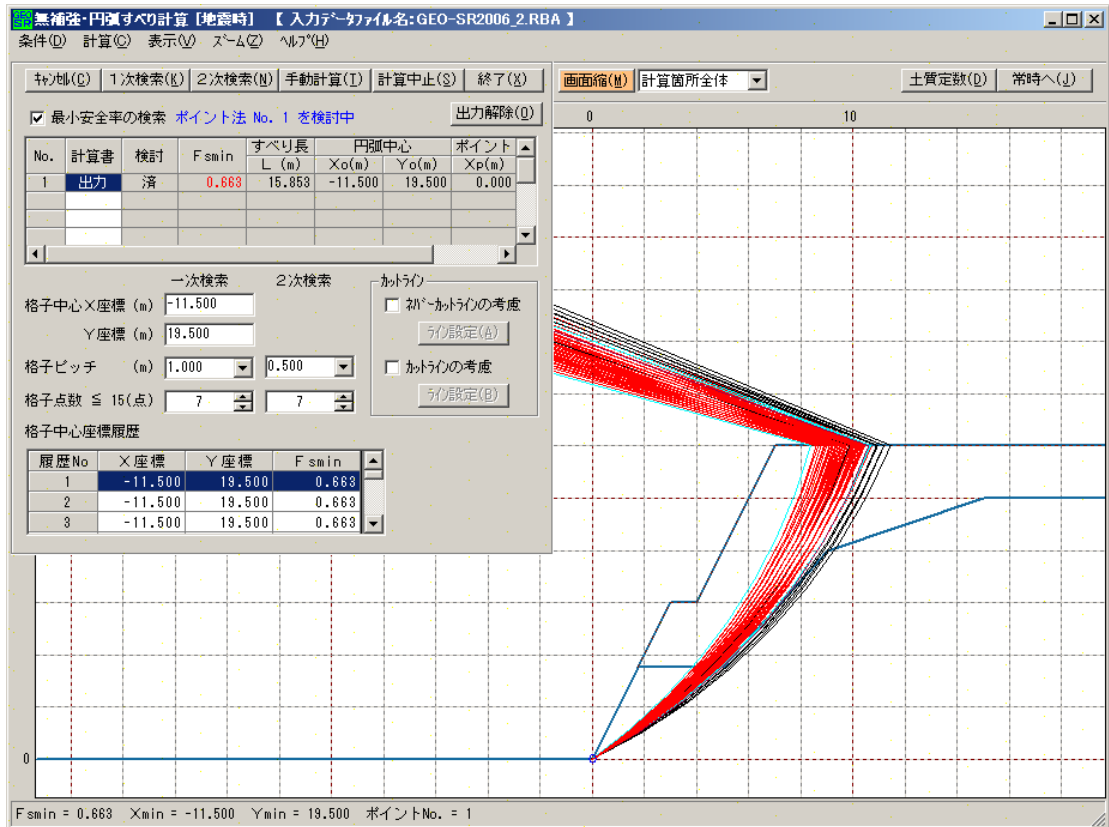 無補強・円弧すべり計算 [地震時] 【 入力データファイル名:GEO-SR2006_2.RBA 】
条件(D) 計算(C) 表示(V) ズーム(Z) ヘルプ(H)
キャンセル(C) 1次検索(K) 2次検索(N) 手動計算(T) 計算中止(S) 終了(X) 画面縮(M) 計算箇所全体 土質定数(D) 常時へ(J)
最小安全率の検索 ポイント法 No. 1 を検討中 出力解除(O)
0 10
No. 計算書 検討 Fsmin すべり長 円弧中心 ポイント
L (m) Xo(m) Yo(m) Xp(m)
1 出力 済 0.663 15.853 -11.500 19.500 0.000
一次検索 2次検索 カットライン
格子中心X座標 (m) -11.500 ネバーカットラインの考慮
Y座標 (m) 19.500 ライン設定(A)
格子ピッチ (m) 1.000 0.500 カットラインの考慮
格子点数 ≦ 15(点) 7 7 ライン設定(B)
格子中心座標履歴
履歴No X座標 Y座標 Fsmin
1 -11.500 19.500 0.663
2 -11.500 19.500 0.663
3 -11.500 19.500 0.663
0
Fsmin = 0.663 Xmin = -11.500 Ymin = 19.500 ポイントNo. = 1